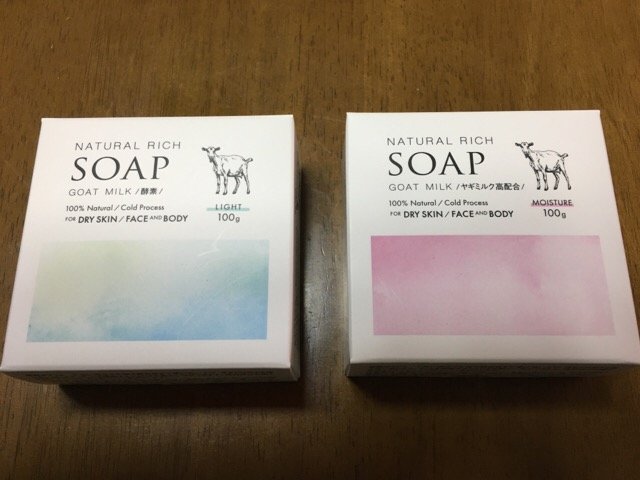 NATURAL RICH
SOAP
GOAT MILK /酵素/
100% Natural / Cold Process
FOR DRY SKIN / FACE AND BODY
LIGHT
100g
NATURAL RICH
SOAP
GOAT MILK /ヤギミルク高配合/
100% Natural / Cold Process
FOR DRY SKIN / FACE AND BODY
MOISTURE
100g